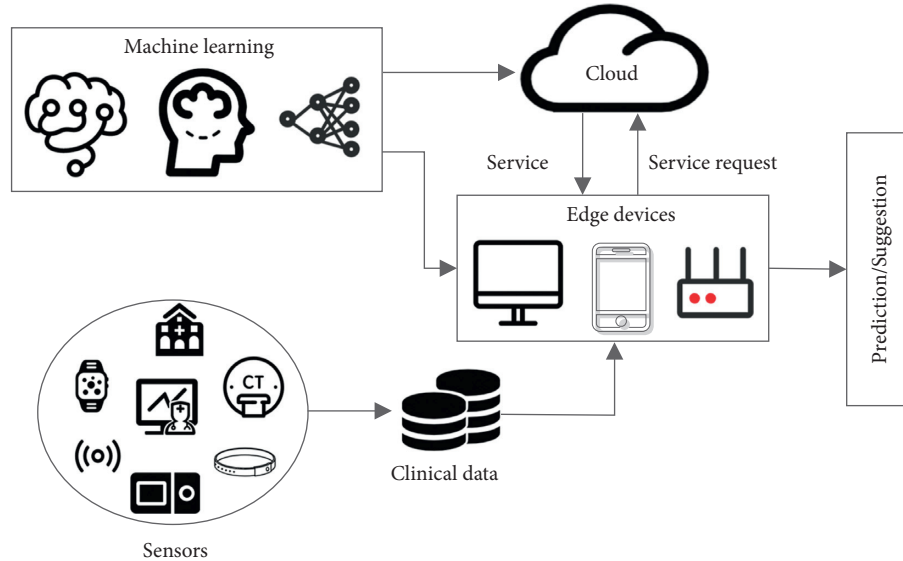 Machine learning
Cloud
Service
Service request
Edge devices
Prediction/Suggestion
CT
Clinical data
Sensors